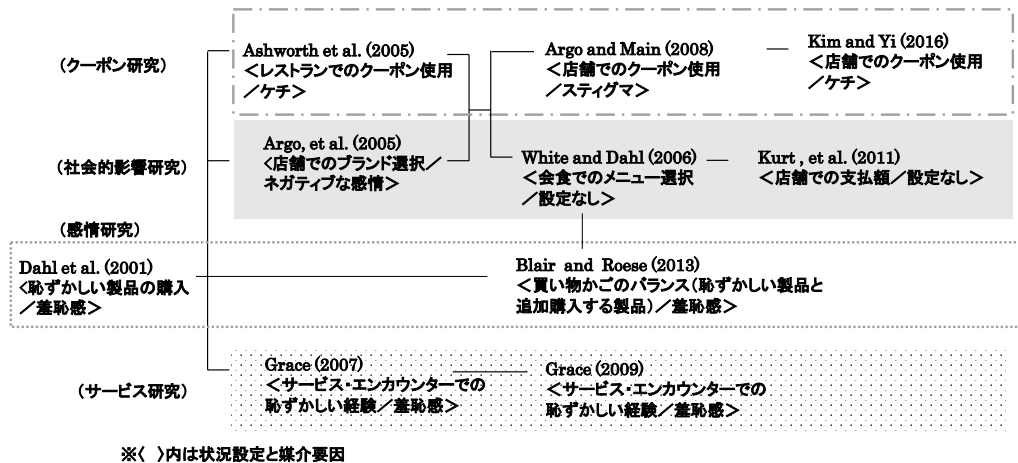 (クーポン研究)
Ashworth et al. (2005)
<レストランでのクーポン使用
/ケチ>
Argo and Main (2008)
<店舗でのクーポン使用
/スティグマ>
Kim and Yi (2016)
<店舗でのクーポン使用
/ケチ>
(社会的影響研究)
Argo, et al. (2005)
<店舗でのブランド選択/
ネガティブな感情>
White and Dahl (2006)
<会食でのメニュー選択
/設定なし>
Kurt , et al. (2011)
<店舗での支払額/設定なし>
(感情研究)
Dahl et al. (2001)
<恥ずかしい製品の購入
/羞恥感>
Blair and Roese (2013)
<買い物かごのバランス(恥ずかしい製品と
追加購入する製品)/羞恥感>
(サービス研究)
Grace (2007)
<サービス・エンカウンターでの
恥ずかしい経験/羞恥感>
Grace (2009)
<サービス・エンカウンターでの
恥ずかしい経験/羞恥感>
※〈 〉内は状況設定と媒介要因